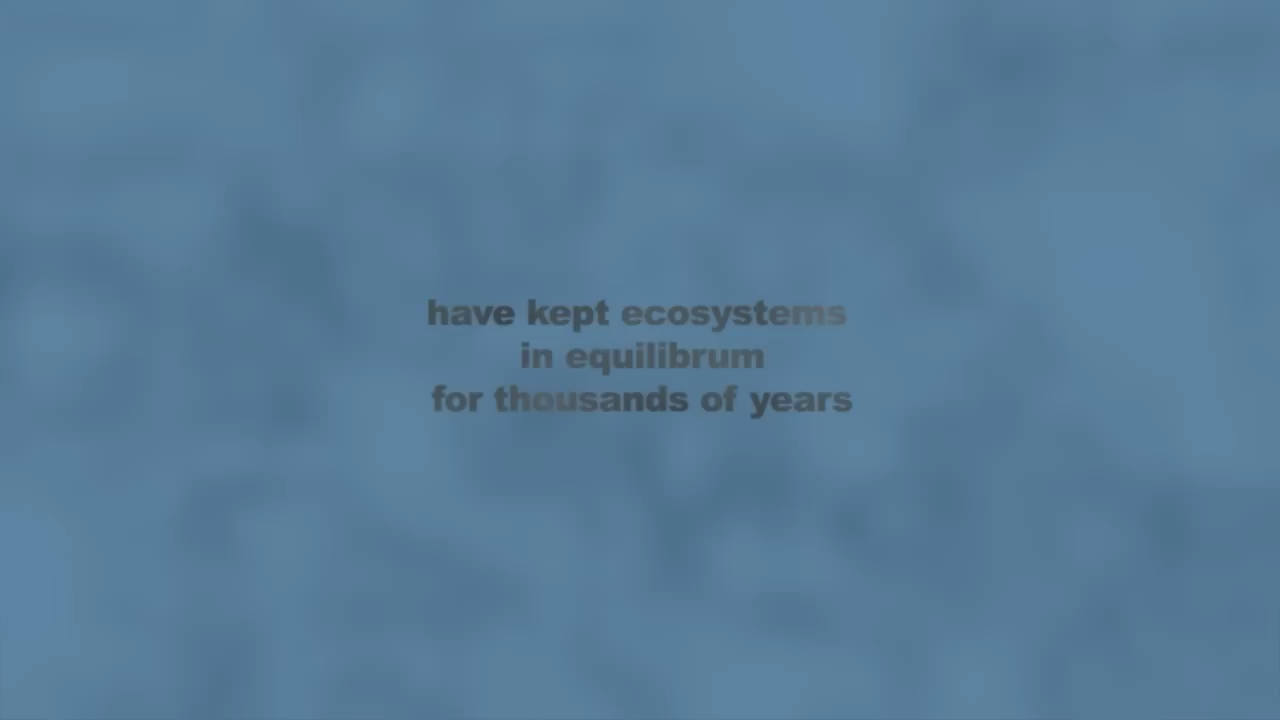 have kept ecosystems
in equilibrum
for thousands of years